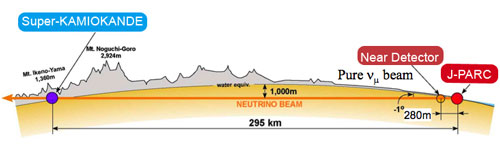 Super-KAMIOKANDE
Mt. Ikeno-Yama
1,360m
Mt. Noguchi-Goro
2,924m
Near Detector
J-PARC
Pure νμ beam
water equiv.
1,000m
NEUTRINO BEAM
-1°
280m
295 km